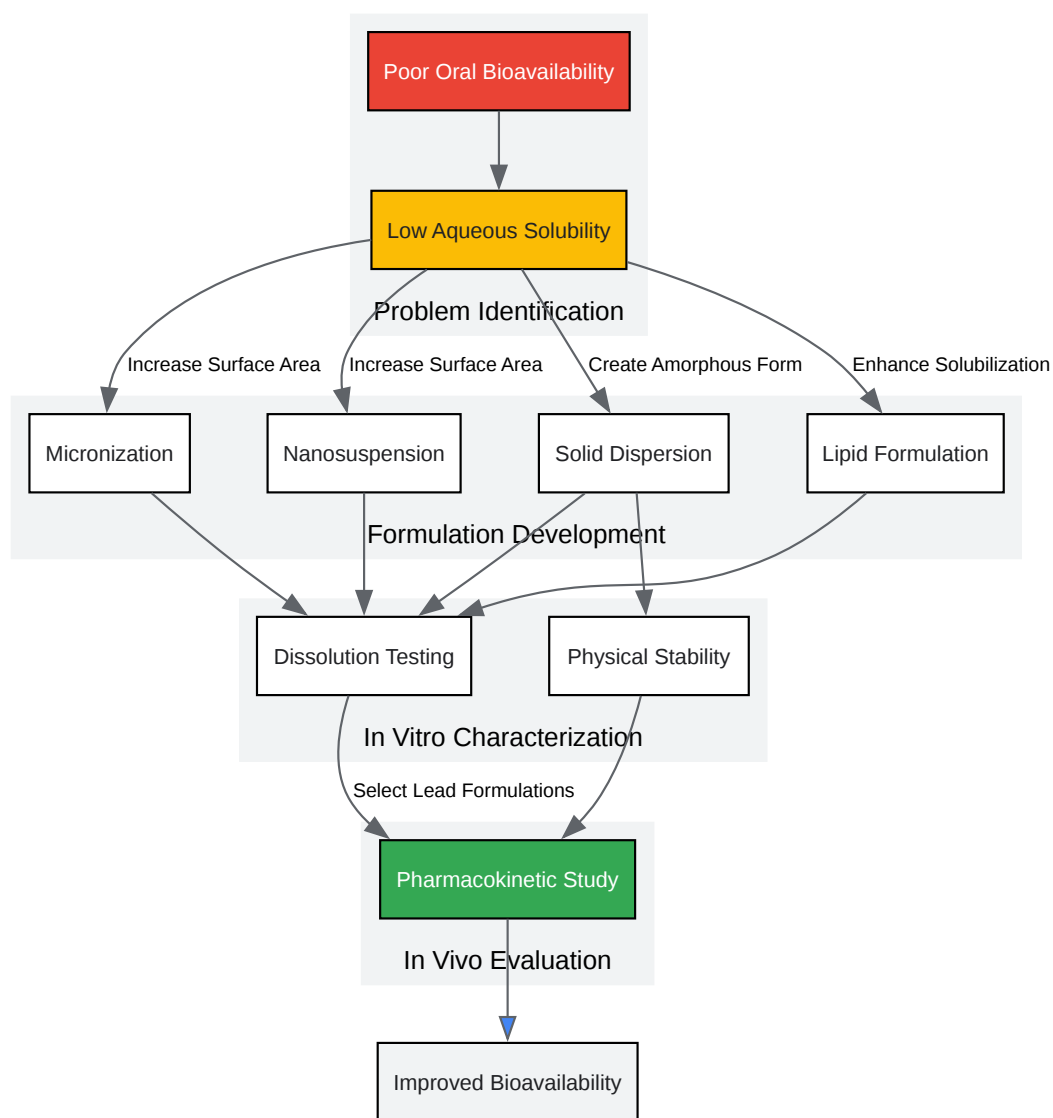 Poor Oral Bioavailability
Low Aqueous Solubility
Problem Identification
Increase Surface Area
Increase Surface Area
Create Amorphous Form
Enhance Solubilization
Micronization
Nanosuspension
Solid Dispersion
Lipid Formulation
Formulation Development
Dissolution Testing
Physical Stability
In Vitro Characterization
Select Lead Formulations
Pharmacokinetic Study
In Vivo Evaluation
Improved Bioavailability